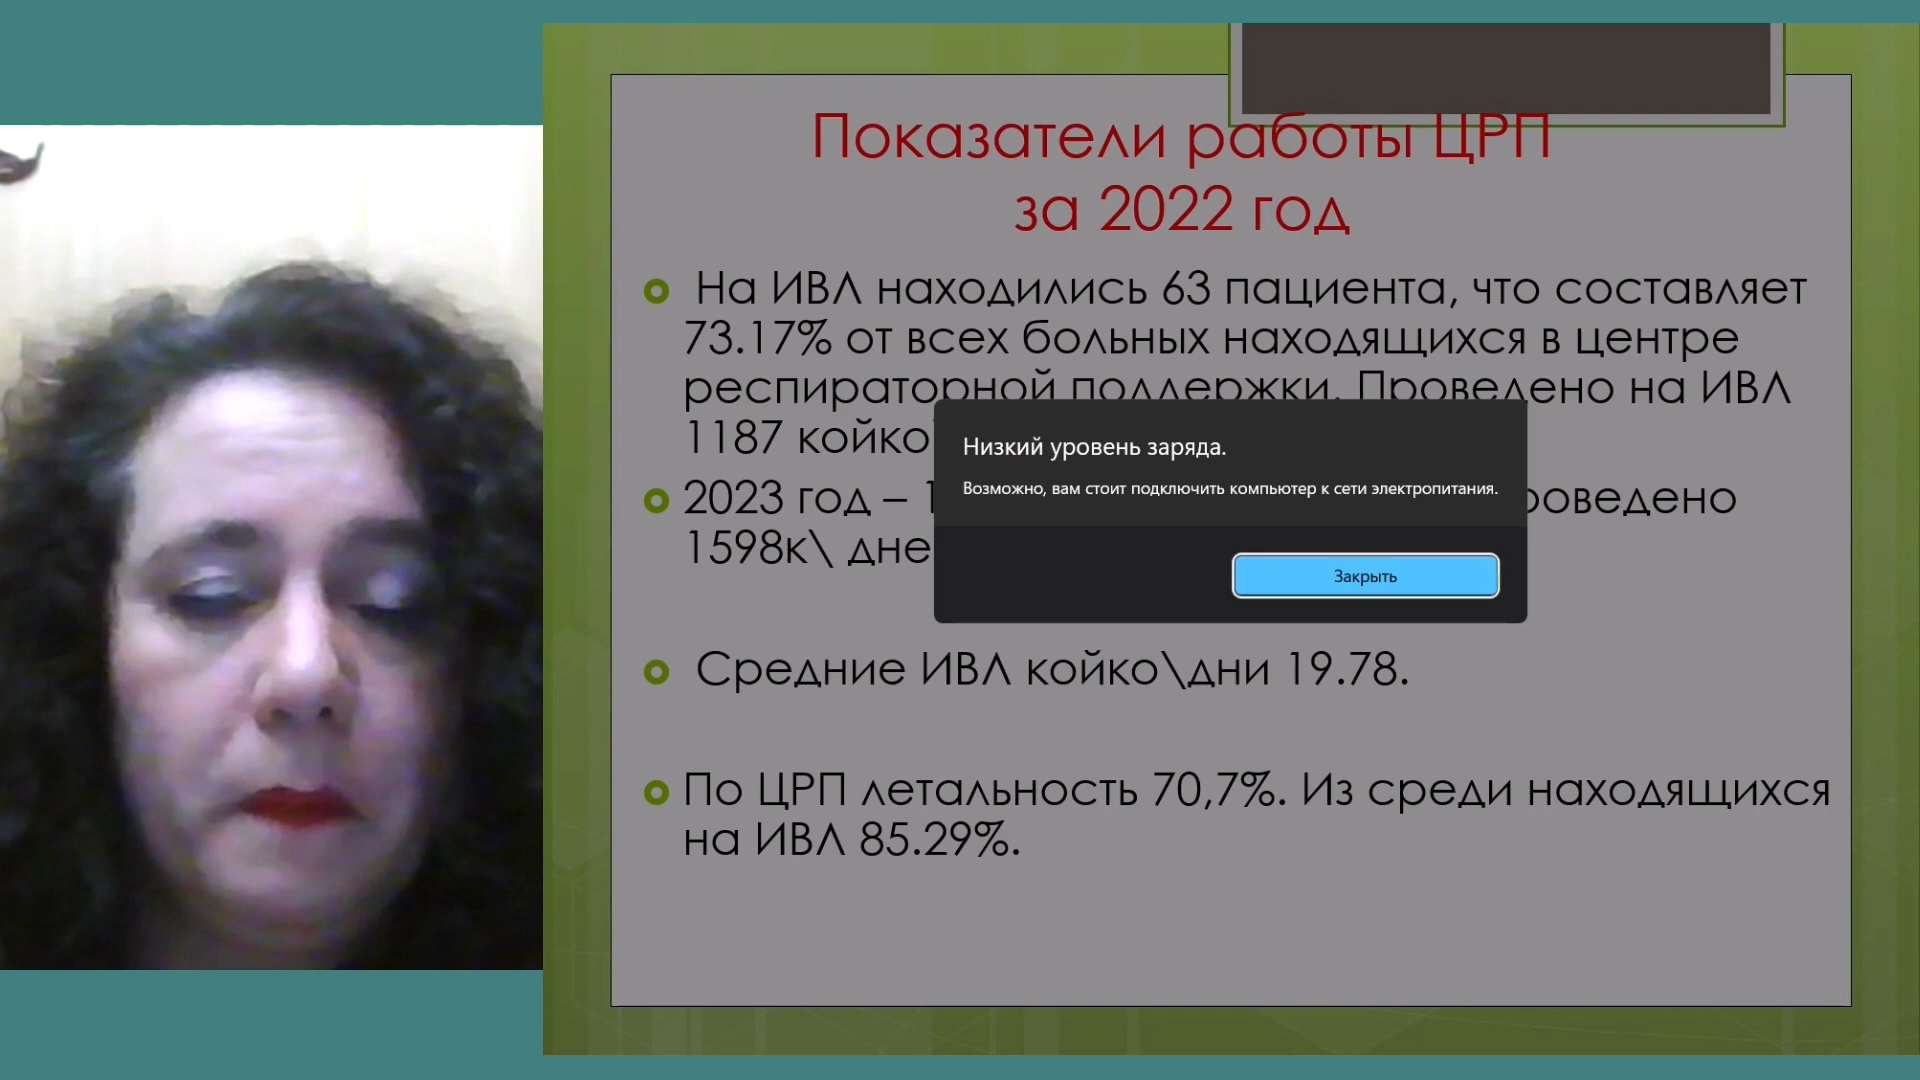 Показатели работы ЦРП
за 2022 год
На ИВЛ находились 63 пациента, что составляет
73.17% от всех больных находящихся в центре
респираторной поддержки. Проведено на ИВЛ
1187 койко
2023 год –
роведено
1598к\ дне
Средние ИВЛ койко\дни 19.78.
По ЦРП летальность 70,7%. Из среди находящихся
на ИВЛ 85.29%.
Низкий уровень заряда.
Возможно, вам стоит подключить компьютер к сети электропитания.
Закрыть